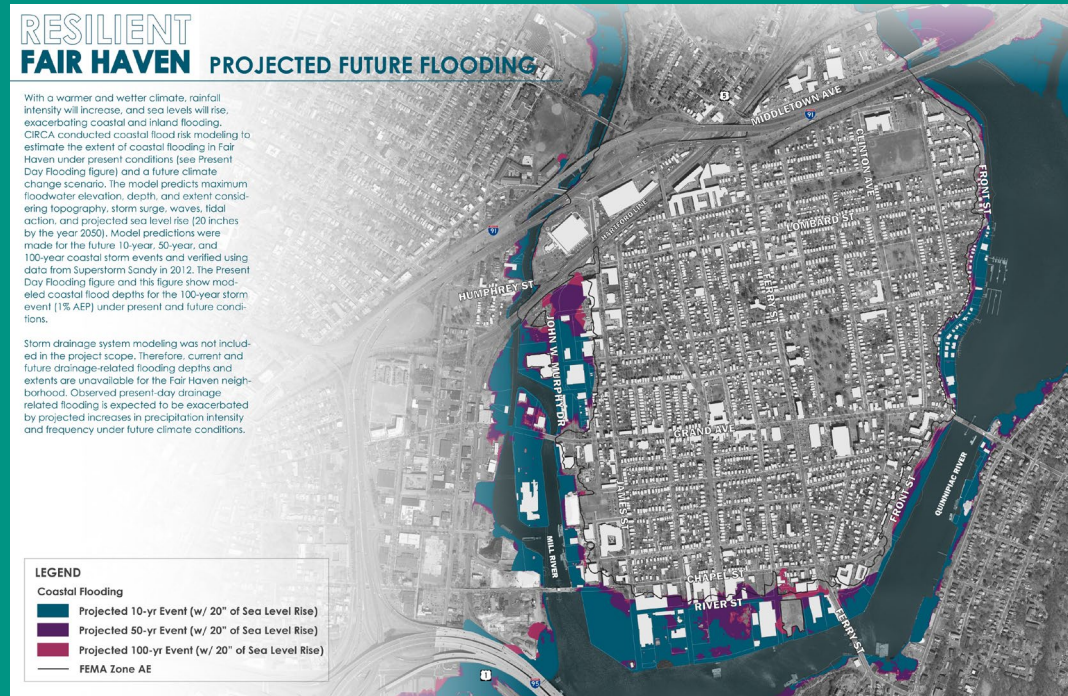 RESILIENT
FAIR HAVEN PROJECTED FUTURE FLOODING
With a warmer and wetter climate, rainfall
intensity will increase, and sea levels will rise,
exacerbating coastal and inland flooding.
CIRCA conducted coastal flood risk modeling to
estimate the extent of coastal flooding in Fair
Haven under present conditions (see Present
Day Flooding figure) and a future climate
change scenario. The model predicts maximum
floodwater elevation, depth, and extent consid-
ering topography, storm surge, waves, tidal
action, and projected sea level rise (20 inches
by the year 2050). Model predictions were
made for the future 10-year, 50-year, and
100-year coastal storm events and verified using
data from Superstorm Sandy in 2012. The Present
Day Flooding figure and this figure show mod-
eled coastal flood depths for the 100-year storm
event (1% AEP) under present and future condi-
tions.
Storm drainage system modeling was not includ-
ed in the project scope. Therefore, current and
future drainage-related flooding depths and
extents are unavailable for the Fair Haven neigh-
borhood. Observed present-day drainage
related flooding is expected to be exacerbated
by projected increases in precipitation intensity
and frequency under future climate conditions.
LEGEND
Coastal Flooding
Projected 10-yr Event (w/ 20" of Sea Level Rise)
Projected 50-yr Event (w/ 20" of Sea Level Rise)
Projected 100-yr Event (w/ 20" of Sea Level Rise)
FEMA Zone AE
5
MIDDLETOWN AVE
91
CLINTON AVE
FRONT ST
LOMBARD ST
91
HUMPHREY ST
FERRY ST
JOHN W. MURPHY DR
GRAND AVE
JAMES ST
FRONT ST
QUINNIPIAC RIVER
MILL RIVER
CHAPEL ST
RIVER ST
FERRY ST
1
95